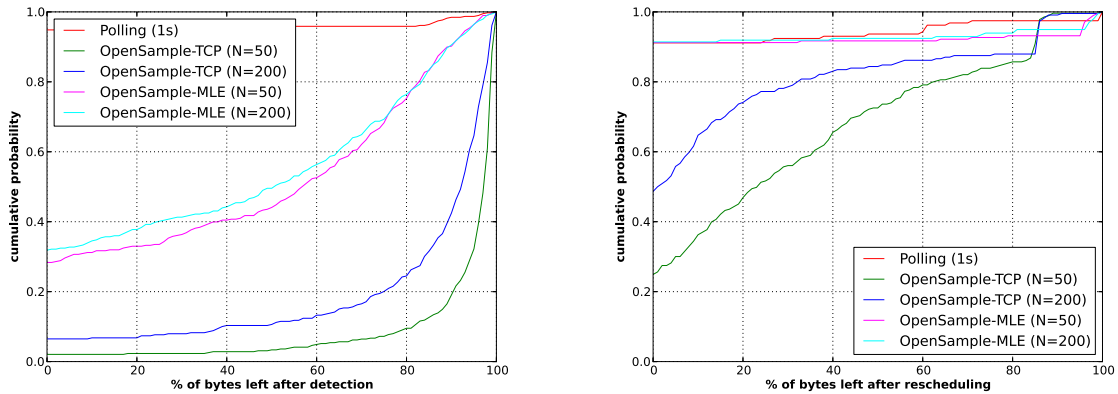 1.0
0.8
0.6
0.4
0.2
0.0
cumulative probability
Polling (1s)
OpenSample-TCP (N=50)
OpenSample-TCP (N=200)
OpenSample-MLE (N=50)
OpenSample-MLE (N=200)
0 20 40 60 80 100
% of bytes left after detection
1.0
0.8
0.6
0.4
0.2
0.0
cumulative probability
Polling (1s)
OpenSample-TCP (N=50)
OpenSample-TCP (N=200)
OpenSample-MLE (N=50)
OpenSample-MLE (N=200)
0 20 40 60 80 100
% of bytes left after rescheduling